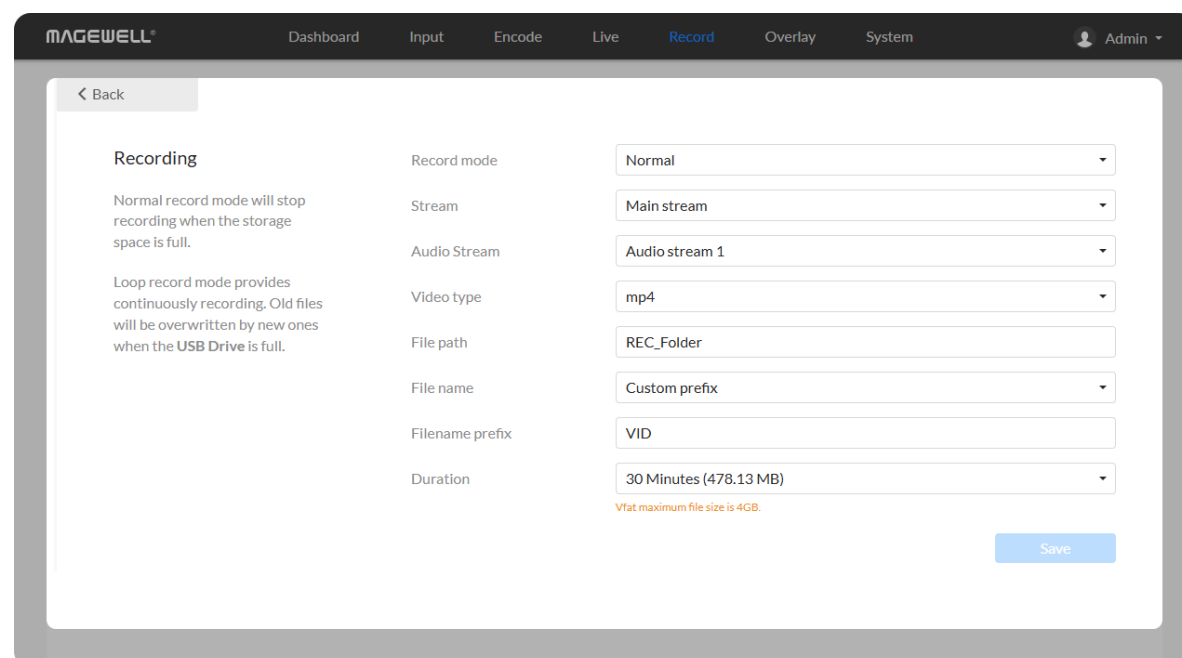 MAGEWELL®
Dashboard Input Encode Live Record Overlay System Admin
Back
Recording
Normal record mode will stop
recording when the storage
space is full.
Loop record mode provides
continuously recording. Old files
will be overwritten by new ones
when the USB Drive is full.
Record mode Normal
Stream Main stream
Audio Stream Audio stream 1
Video type mp4
File path REC_Folder
File name Custom prefix
Filename prefix VID
Duration 30 Minutes (478.13 MB)
Vfat maximum file size is 4GB.
Save